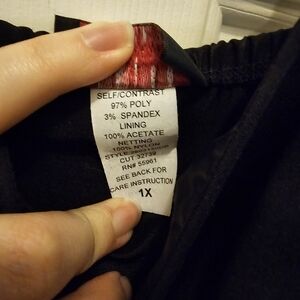 SELF/CONTRAST
97% POLY
3% SPANDEX
LINING
100% ACETATE
NETTING
100% NYLON
CUT 32739
RN# 55961
SEE BACK FOR
CARE INSTRUCTION
1X